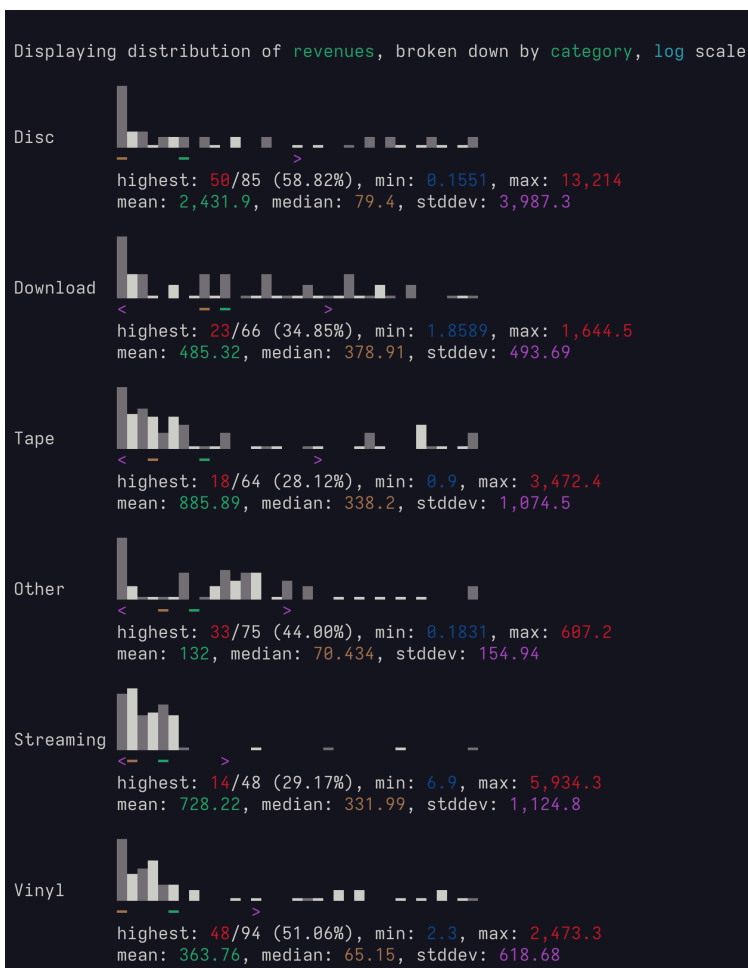 Displaying distribution of revenues, broken down by category, log scale
Disc
>
highest: 50/85 (58.82%), min: 0.1551, max: 13,214
mean: 2,431.9, median: 79.4, stddev: 3,987.3
Download
< >
highest: 23/66 (34.85%), min: 1.8589, max: 1,644.5
mean: 485.32, median: 378.91, stddev: 493.69
Tape
< >
highest: 18/64 (28.12%), min: 0.9, max: 3,472.4
mean: 885.89, median: 338.2, stddev: 1,074.5
Other
< >
highest: 33/75 (44.00%), min: 0.1831, max: 607.2
mean: 132, median: 70.434, stddev: 154.94
Streaming
< >
highest: 14/48 (29.17%), min: 6.9, max: 5,934.3
mean: 728.22, median: 331.99, stddev: 1,124.8
Vinyl
>
highest: 48/94 (51.06%), min: 2.3, max: 2,473.3
mean: 363.76, median: 65.15, stddev: 618.68